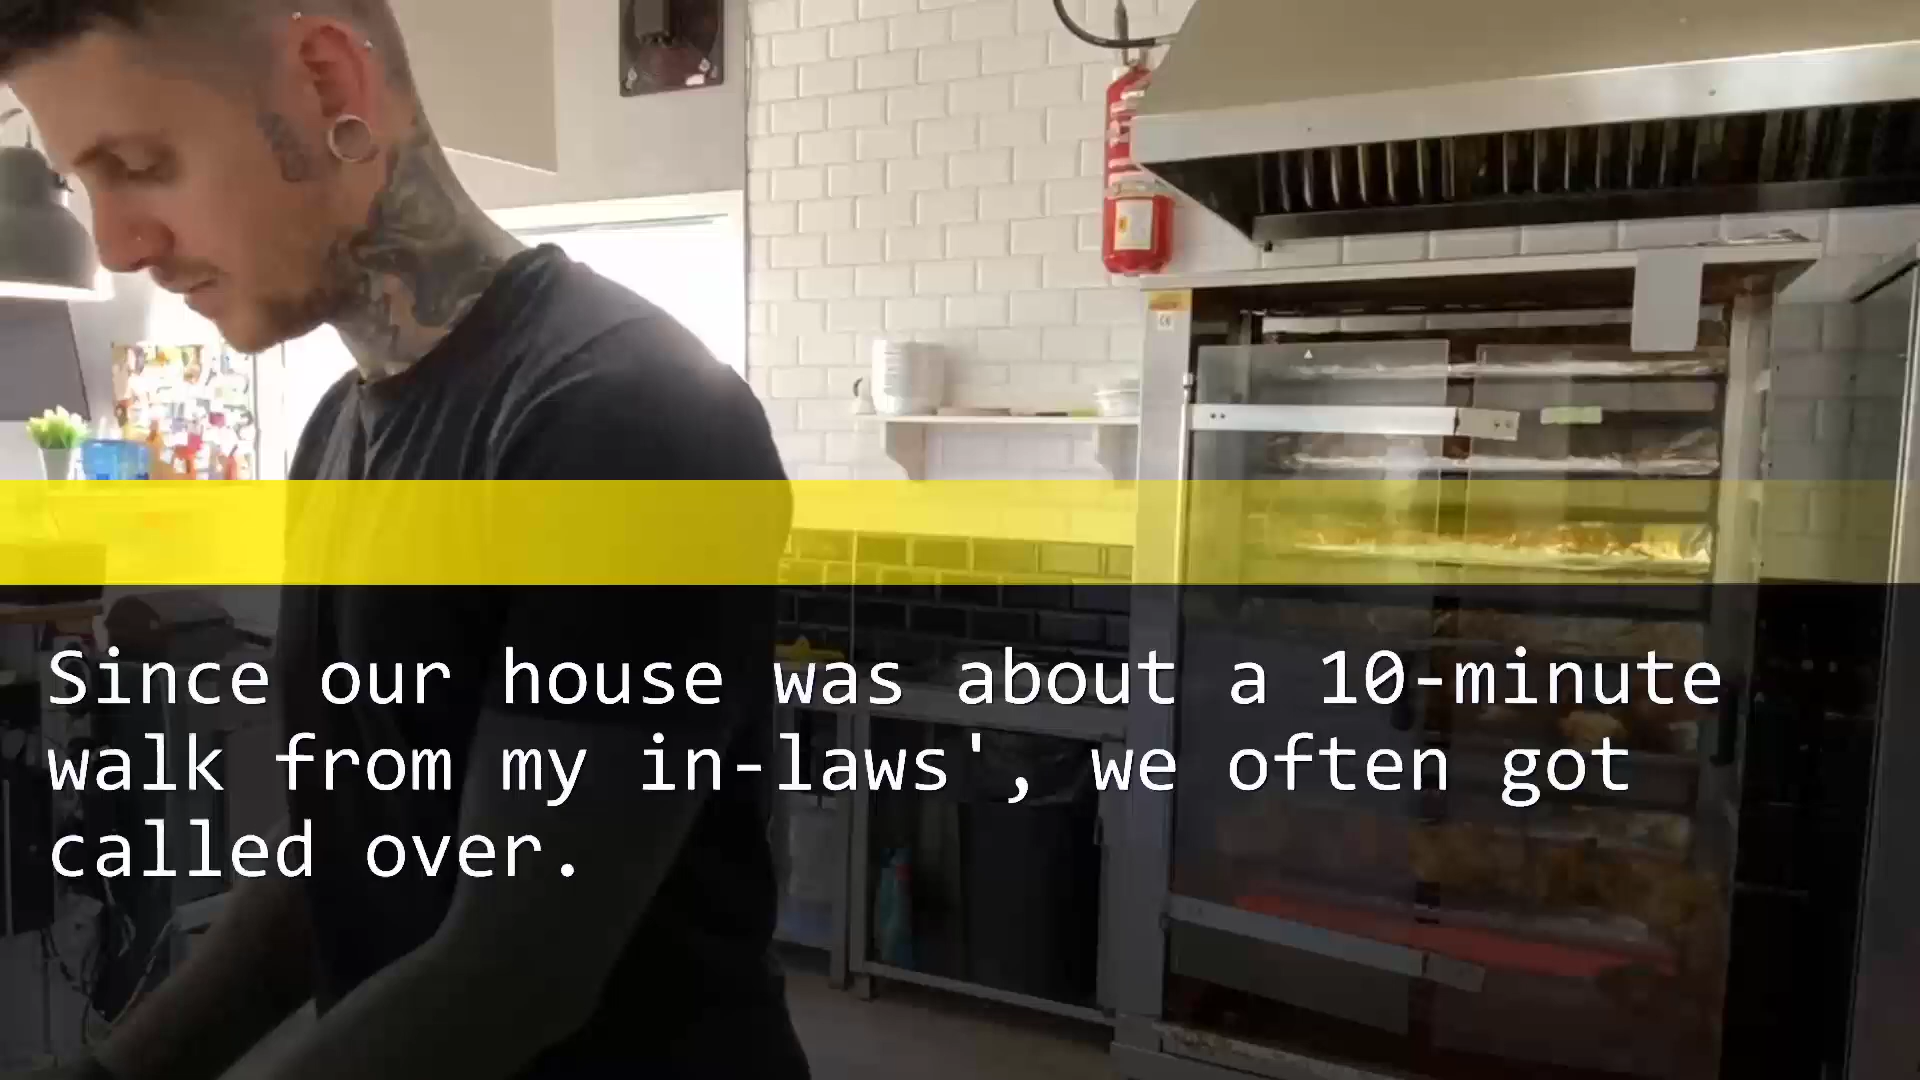 Since our house was about a 10-minute
walk from my in-laws', we often got
called over.